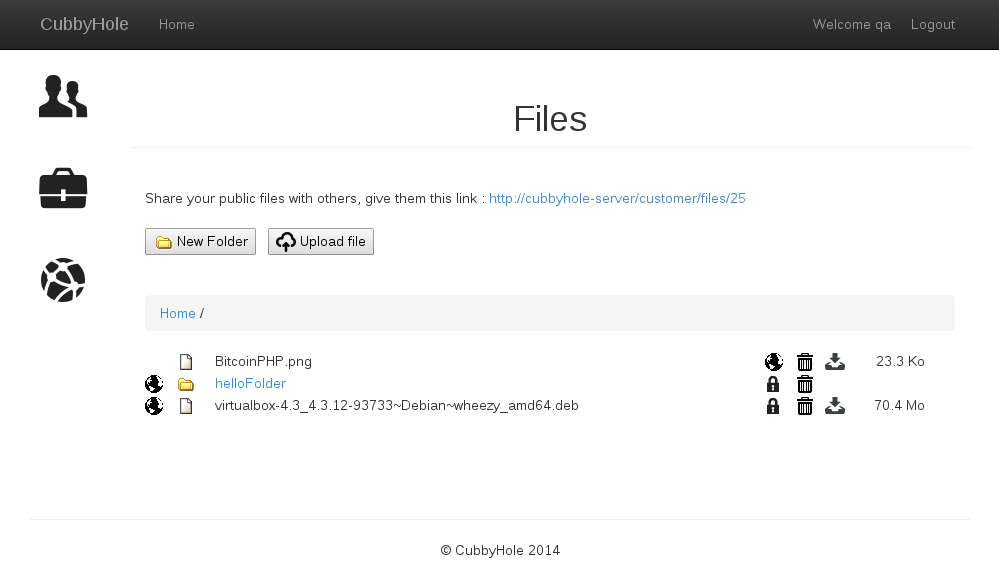 CubbyHole Home Welcome qa Logout
Files
Share your public files with others, give them this link : http://cubbyhole-server/customer/files/25
New Folder Upload file
Home /
BitcoinPHP.png 23.3 Ko
helloFolder
virtualbox-4.3_4.3.12-93733~Debian~wheezy_amd64.deb 70.4 Mo
© CubbyHole 2014